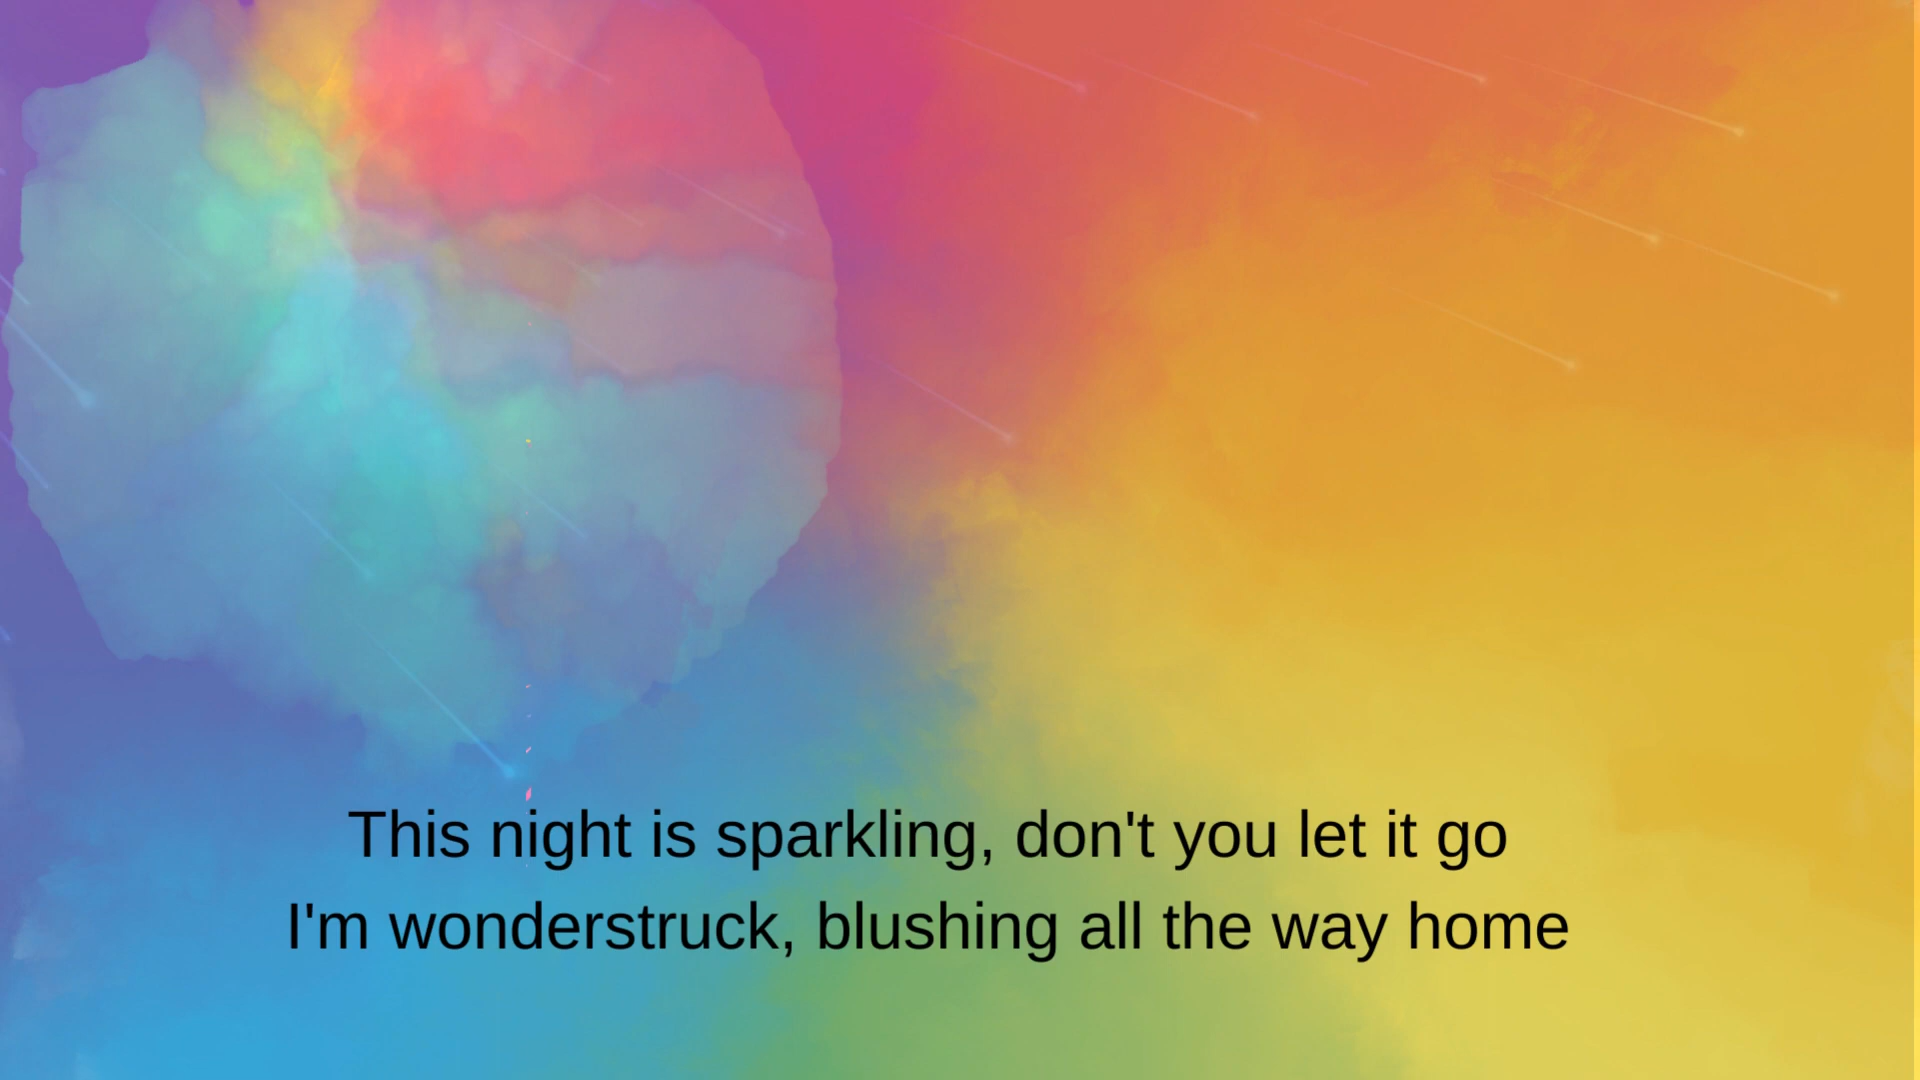 This night is sparkling, don't you let it go
I'm wonderstruck, blushing all the way home